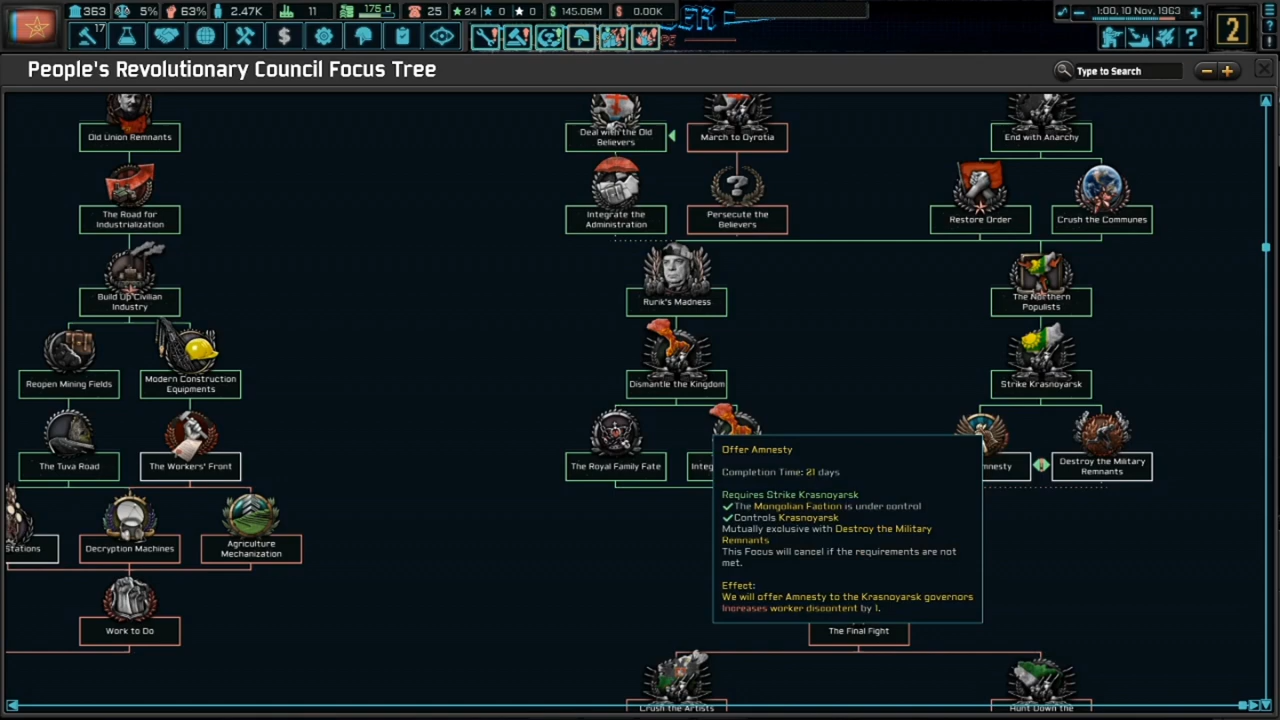 363
5%
63%
2.47K
11
175 d
25
24
0
0
145.06M
0.00K
1:00, 10 Nov, 1963
17
$
?
2
People's Revolutionary Council Focus Tree
Type to Search
Old Union Remnants
Deal with the Old
Believers
March to Oyrotia
End with Anarchy
The Road for
Industrialization
Integrate the
Administration
Persecute the
Believers
Restore Order
Crush the Communes
Build Up Civilian
Industry
Rurik's Madness
The Northern
Populists
Reopen Mining Fields
Modern Construction
Equipments
Dismantle the Kingdom
Strike Krasnoyarsk
The Tuva Road
The Workers' Front
The Royal Family Fate
Integ
mnesty
Destroy the Military
Remnants
Offer Amnesty
Completion Time: 21 days
Requires Strike Krasnoyarsk
The Mongolian Faction is under control
Controls Krasnoyarsk
Mutually exclusive with Destroy the Military
Remnants
This Focus will cancel if the requirements are not
met.
Effect:
We will offer Amnesty to the Krasnoyarsk governors
Increases worker discontent by 1.
Stations
Decryption Machines
Agriculture
Mechanization
Work to Do
The Final Fight
Crush the Artists
Hunt Down the